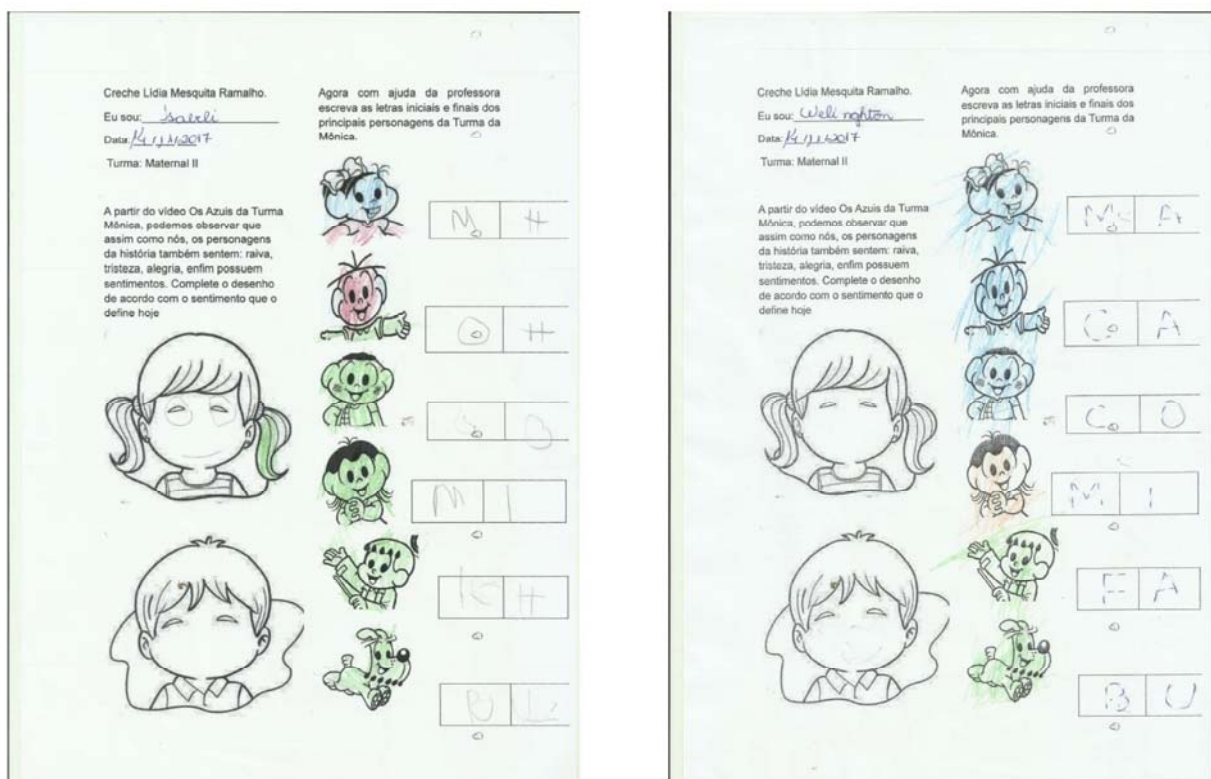 Creche Lídia Mesquita Ramalho.
Eu sou:
Data: 14/11/2017
Turma: Maternal II
A partir do vídeo Os Azuis da Turma
Mônica, podemos observar que
assim como nós, os personagens
da história também sentem: raiva,
tristeza, alegria, enfim possuem
sentimentos. Complete o desenho
de acordo com o sentimento que o
define hoje
Agora com ajuda da professora
escreva as letras iniciais e finais dos
principais personagens da Turma da
Mônica.
M H
O H
O
M I
K H
B L
Creche Lídia Mesquita Ramalho.
Eu sou: Welinghton
Data: 14/11/2017
Turma: Maternal II
A partir do vídeo Os Azuis da Turma
Mônica, podemos observar que
assim como nós, os personagens
da história também sentem: raiva,
tristeza, alegria, enfim possuem
sentimentos. Complete o desenho
de acordo com o sentimento que o
define hoje
Agora com ajuda da professora
escreva as letras iniciais e finais dos
principais personagens da Turma da
Mônica.
M A
C A
C O
M I
F A
B U